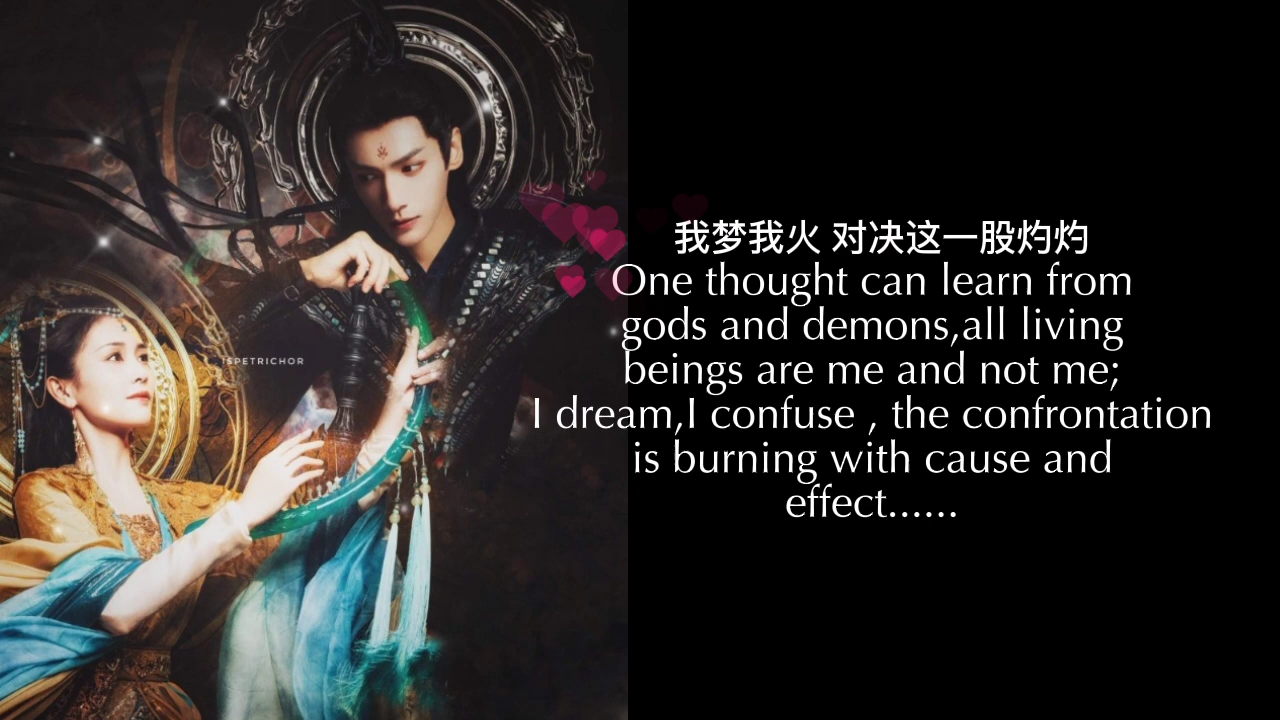 ISPETRICHOR
我梦我火 对决这一股灼灼
One thought can learn from
gods and demons,all living
beings are me and not me;
I dream,I confuse , the confrontation
is burning with cause and
effect......